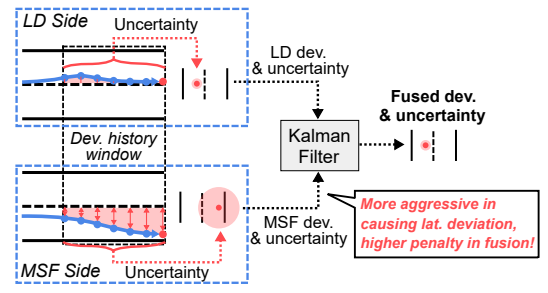 LD Side
Uncertainty
LD dev.
& uncertainty
Fused dev.
& uncertainty
Kalman
Filter
Dev. history
window
MSF dev.
& uncertainty
More aggressive in
causing lat. deviation,
higher penalty in fusion!
MSF Side
Uncertainty